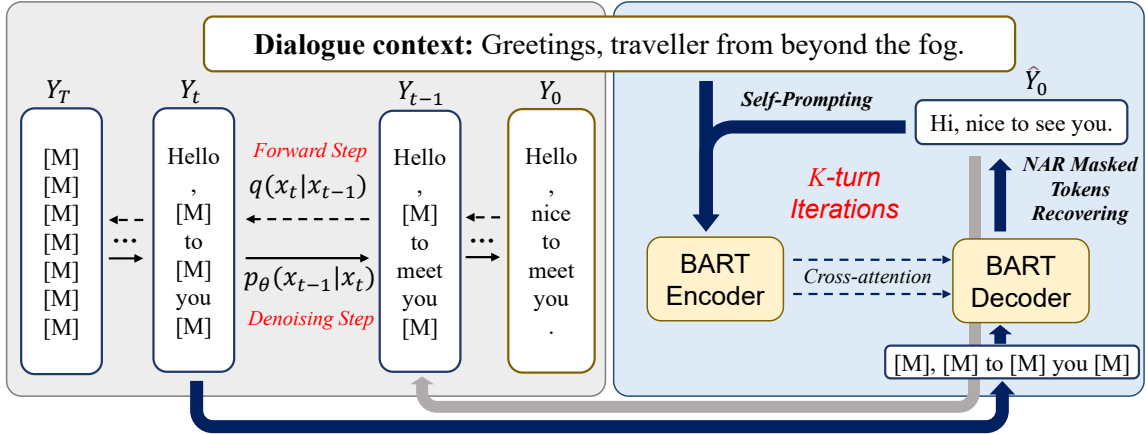 Dialogue context: Greetings, traveller from beyond the fog.
Y_T
[M]
[M]
[M]
[M]
[M]
[M]
[M]
...
Y_t
Hello
,
[M]
to
[M]
you
[M]
Forward Step
q(x_t|x_{t-1})
p_θ(x_{t-1}|x_t)
Denoising Step
Y_{t-1}
Hello
,
[M]
to
meet
you
[M]
...
Y_0
Hello
,
nice
to
meet
you
.
Self-Prompting
Ŷ_0
Hi, nice to see you.
K-turn
Iterations
NAR Masked
Tokens
Recovering
BART
Encoder
Cross-attention
BART
Decoder
[M], [M] to [M] you [M]